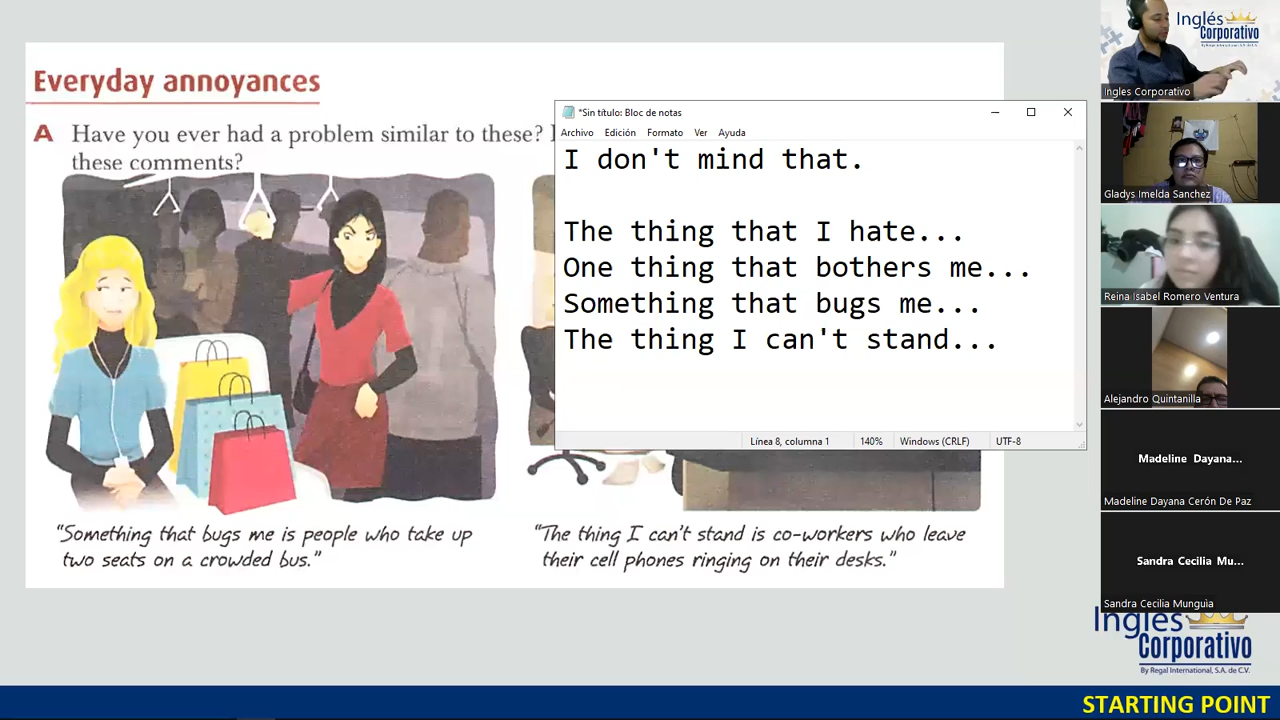 Everyday annoyances
A Have you ever had a problem similar to these?
these comments?
"Something that bugs me is people who take up
two seats on a crowded bus."
"The thing I can't stand is co-workers who leave
their cell phones ringing on their desks."
*Sin título: Bloc de notas
Archivo Edición Formato Ver Ayuda
I don't mind that.
The thing that I hate...
One thing that bothers me...
Something that bugs me...
The thing I can't stand...
Línea 8, columna 1 140% Windows (CRLF) UTF-8
Inglés
Corporativo
By Regal International, S.A. de C.V.
Ingles Corporativo
Gladys Imelda Sanchez
Reina Isabel Romero Ventura
Alejandro Quintanilla
Madeline Dayana...
Madeline Dayana Cerón De Paz
Sandra Cecilia Mu...
Sandra Cecilia Munguìa
Inglés
Corporativo
By Regal International, S.A. de C.V.
STARTING POINT